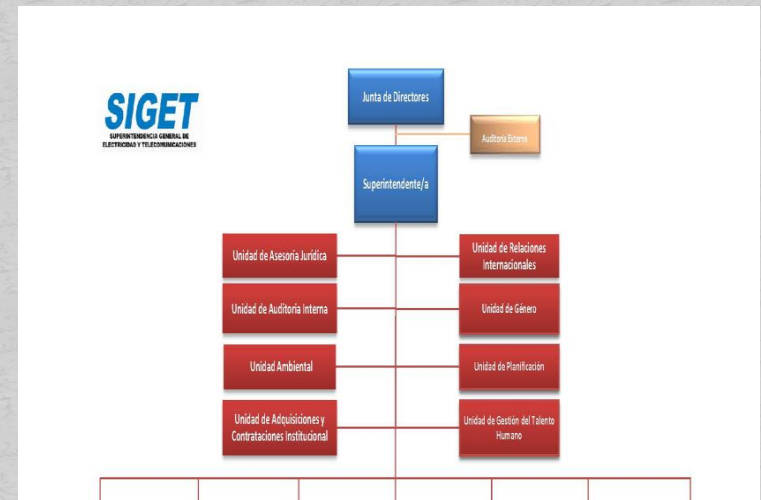 SIGET
SUPERINTENDENCIA GENERAL DE
ELECTRICIDAD Y TELECOMUNICACIONES
Junta de Directores
Auditoría Externa
Superintendente/a
Unidad de Asesoría Jurídica
Unidad de Relaciones
Internacionales
Unidad de Auditoría Interna
Unidad de Género
Unidad Ambiental
Unidad de Planificación
Unidad de Adquisiciones y
Contrataciones Institucional
Unidad de Gestión del Talento
Humano